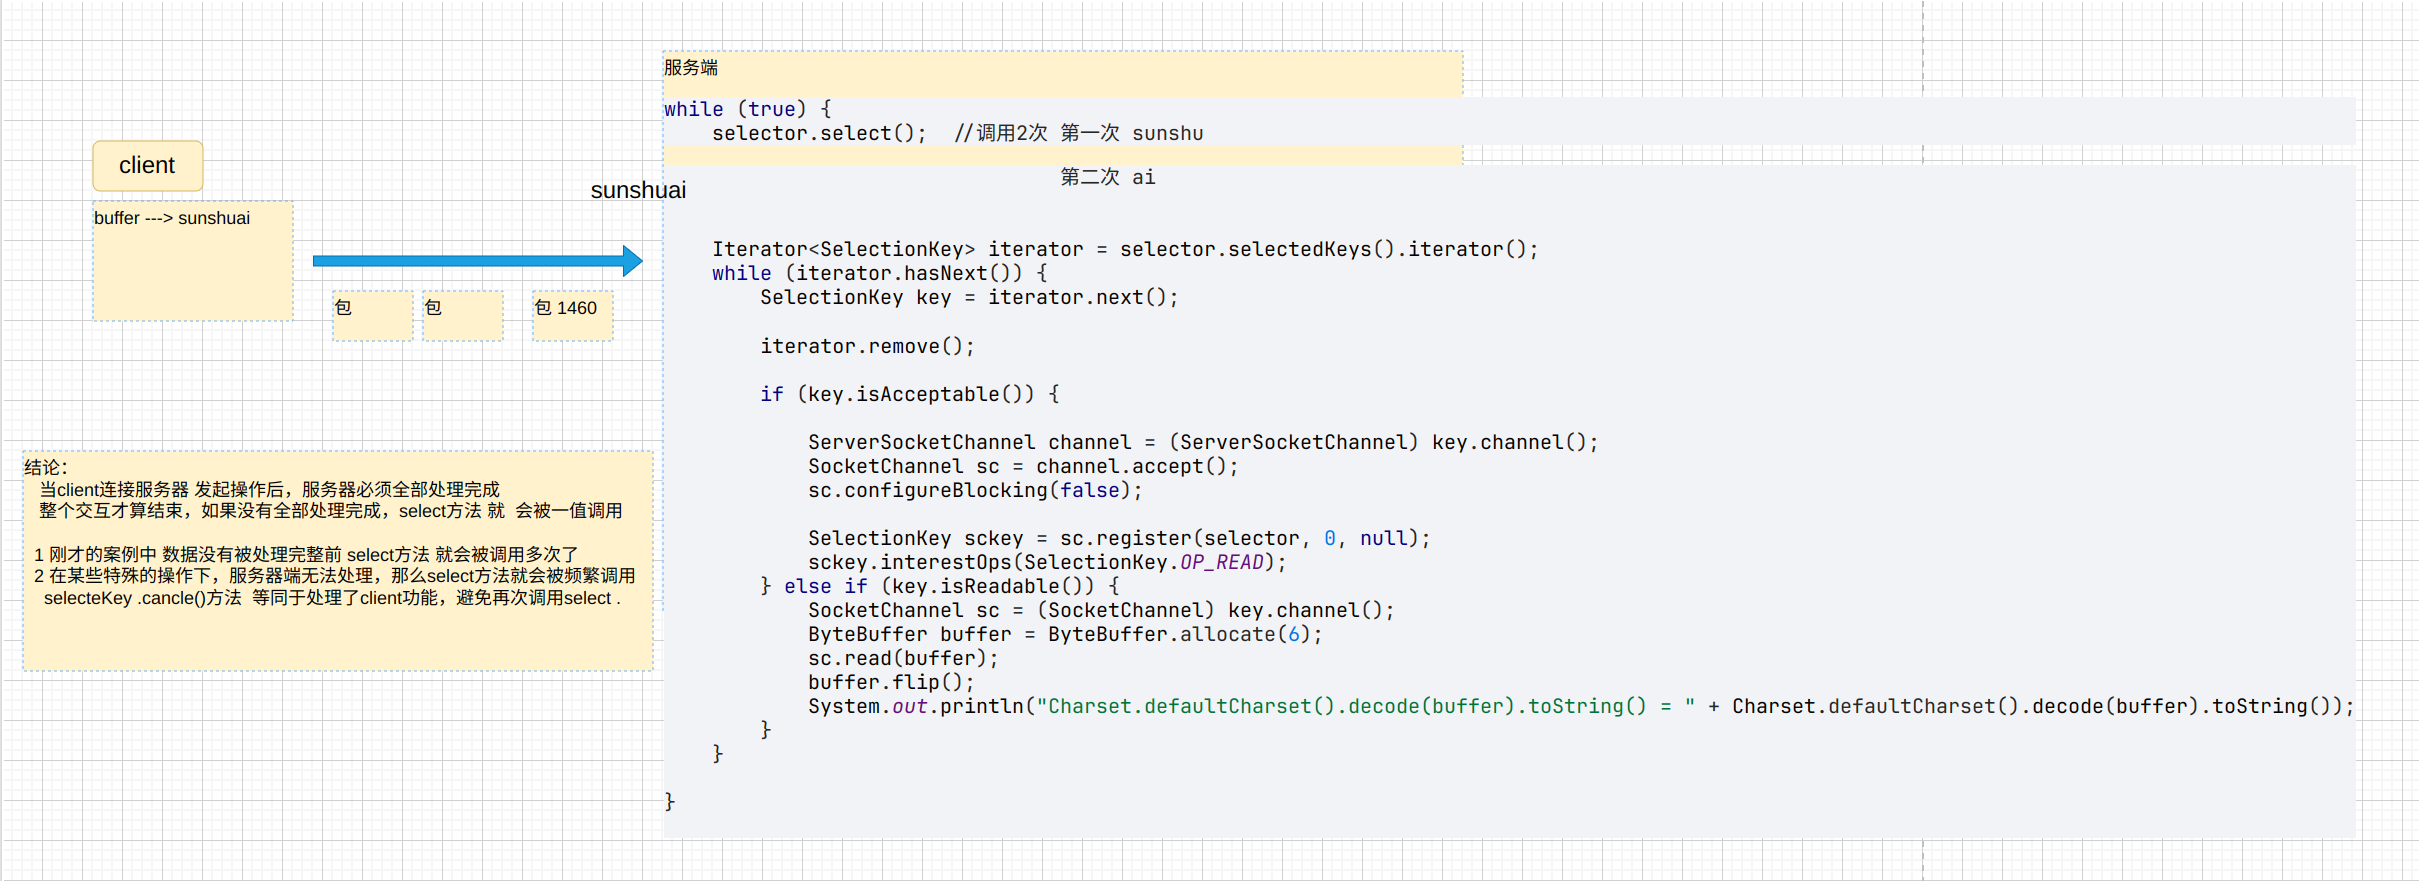 client
buffer ---> sunshuai
sunshuai
包
包
包 1460
结论：
当client连接服务器 发起操作后，服务器必须全部处理完成
整个交互才算结束，如果没有全部处理完成，select方法 就 会被一值调用
1 刚才的案例中 数据没有被处理完整前 select方法 就会被调用多次了
2 在某些特殊的操作下，服务器端无法处理，那么select方法就会被频繁调用
selecteKey .cancle()方法 等同于处理了client功能，避免再次调用select .
服务端
while (true) {
    selector.select();  //调用2次 第一次 sunshu
                                 第二次 ai
    Iterator<SelectionKey> iterator = selector.selectedKeys().iterator();
    while (iterator.hasNext()) {
        SelectionKey key = iterator.next();
        iterator.remove();
        if (key.isAcceptable()) {
            ServerSocketChannel channel = (ServerSocketChannel) key.channel();
            SocketChannel sc = channel.accept();
            sc.configureBlocking(false);
            SelectionKey sckey = sc.register(selector, 0, null);
            sckey.interestOps(SelectionKey.OP_READ);
        } else if (key.isReadable()) {
            SocketChannel sc = (SocketChannel) key.channel();
            ByteBuffer buffer = ByteBuffer.allocate(6);
            sc.read(buffer);
            buffer.flip();
            System.out.println("Charset.defaultCharset().decode(buffer).toString() = " + Charset.defaultCharset().decode(buffer).toString());
        }
    }
}